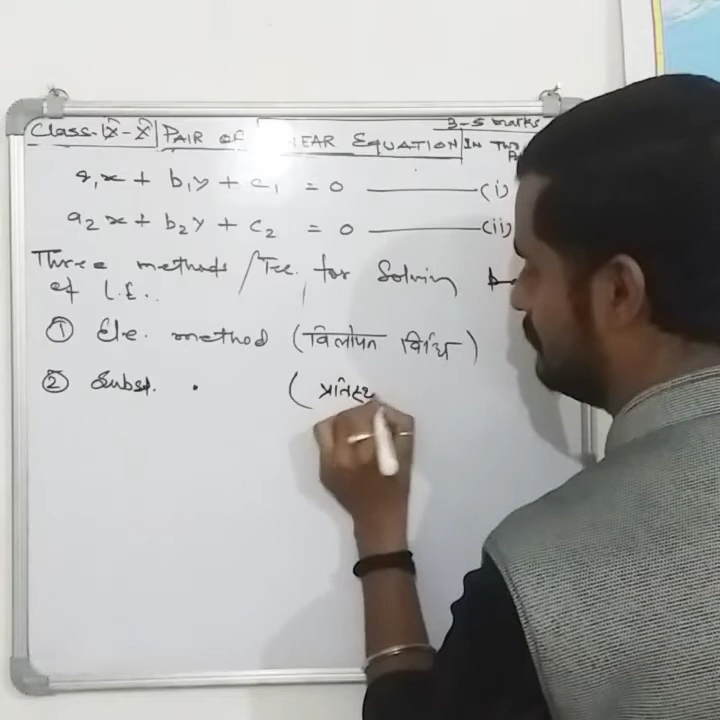 Class-IX-X PAIR OF LINEAR EQUATION IN TWO
3-5 marks
a₁x + b₁y + c₁ = 0 (i)
a₂x + b₂y + c₂ = 0 (ii)
Three methods / Tec. for Solving
of L.E..
① Ele. method (विलोपन विधि)
② Subst. (प्रतिस्थ